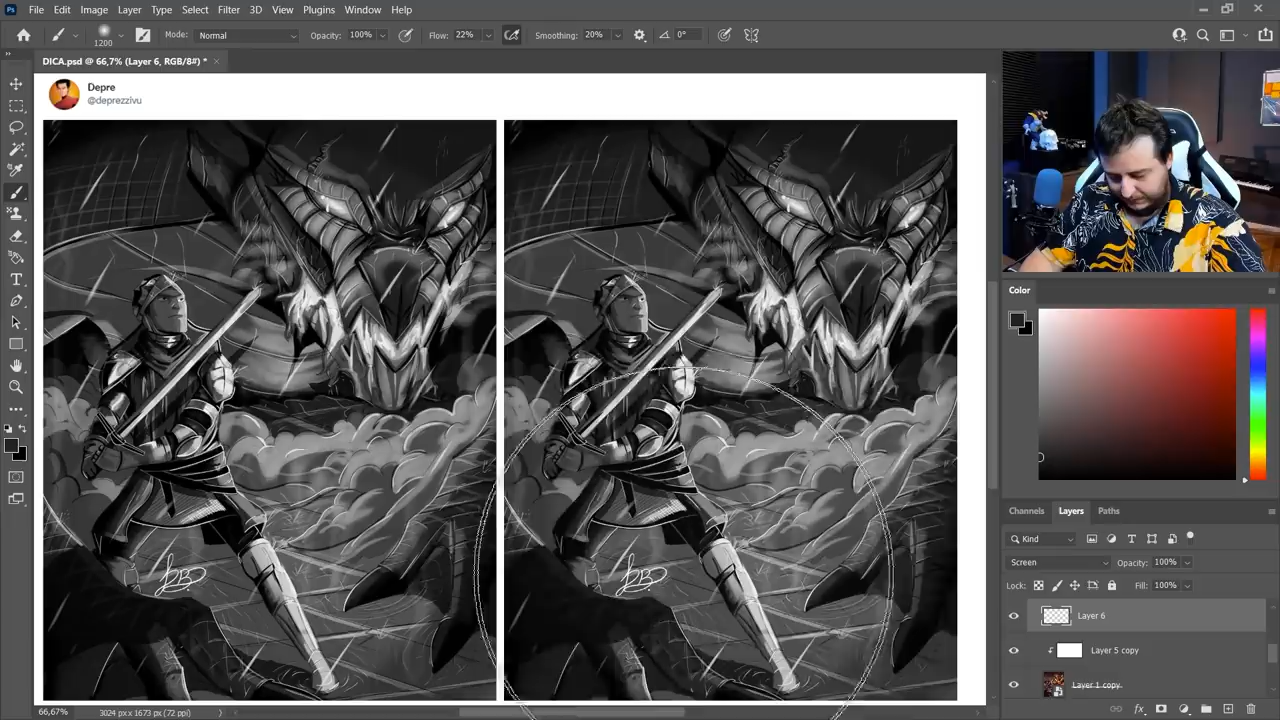 Ps File Edit Image Layer Type Select Filter 3D View Plugins Window Help
1200 Mode: Normal Opacity: 100% Flow: 22% Smoothing: 20% 0°
DICA.psd @ 66,7% (Layer 6, RGB/8#) *
Depre
@deprezzivu
Color
Channels Layers Paths
Kind
Screen Opacity: 100%
Lock: Fill: 100%
Layer 6
Layer 5 copy
Layer 1 copy
66,67% 3024 px x 1673 px (72 ppi)